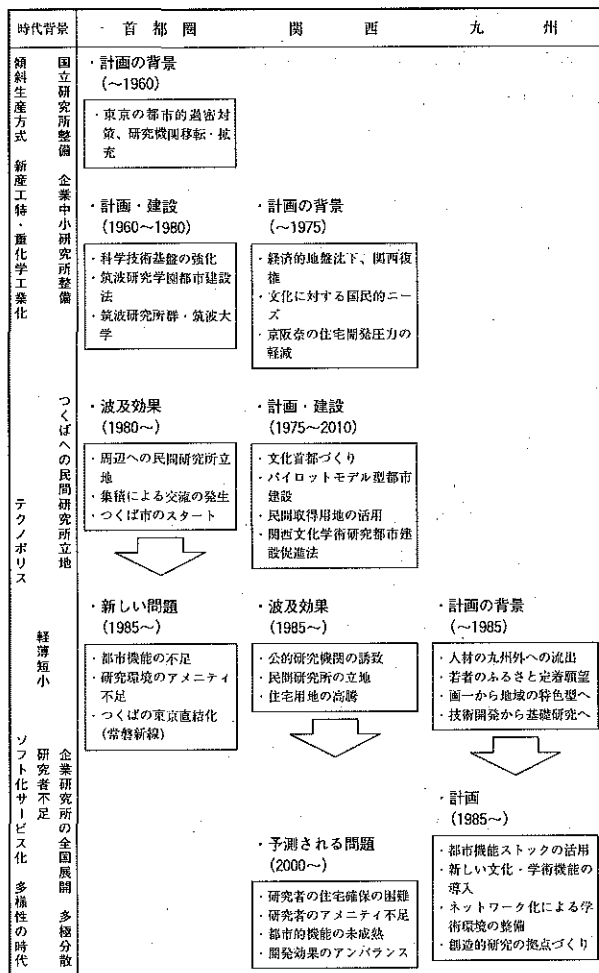 時代背景
首都圏
関西
九州
傾斜生産方式
国立研究所整備
新産工特・重化学工業化
企業中小研究所整備
テクノポリス
つくばへの民間研究所立地
軽薄短小
ソフト化サービス化
研究者不足
企業研究所の全国展開
多様性の時代
多極分散
・計画の背景
(～1960)
・東京の都市的過密対
策、研究機関移転・拡
充
・計画・建設
(1960～1980)
・科学技術基盤の強化
・筑波研究学園都市建設
法
・筑波研究所群・筑波大
学
・計画の背景
(～1975)
・経済的地盤沈下、関西復
権
・文化に対する国民的ニー
ズ
・京阪奈の住宅開発圧力の
軽減
・波及効果
(1980～)
・周辺への民間研究所立
地
・集積による交流の発生
・つくば市のスタート
・計画・建設
(1975～2010)
・文化首都づくり
・パイロットモデル型都市
建設
・民間取得用地の活用
・関西文化学術研究都市建
設促進法
・新しい問題
(1985～)
・都市機能の不足
・研究環境のアメニティ
不足
・つくばの東京直結化
(常磐新線)
・波及効果
(1985～)
・公的研究機関の誘致
・民間研究所の立地
・住宅用地の高騰
・計画の背景
(～1985)
・人材の九州外への流出
・若者のふるさと定着願望
・画一から地域の特色型へ
・技術開発から基礎研究へ
・予測される問題
(2000～)
・研究者の住宅確保の困難
・研究者のアメニティ不足
・都市的機能の未成熟
・開発効果のアンバランス
・計画
(1985～)
・都市機能ストックの活用
・新しい文化・学術機能の
導入
・ネットワーク化による学
術環境の整備
・創造的研究の拠点づくり